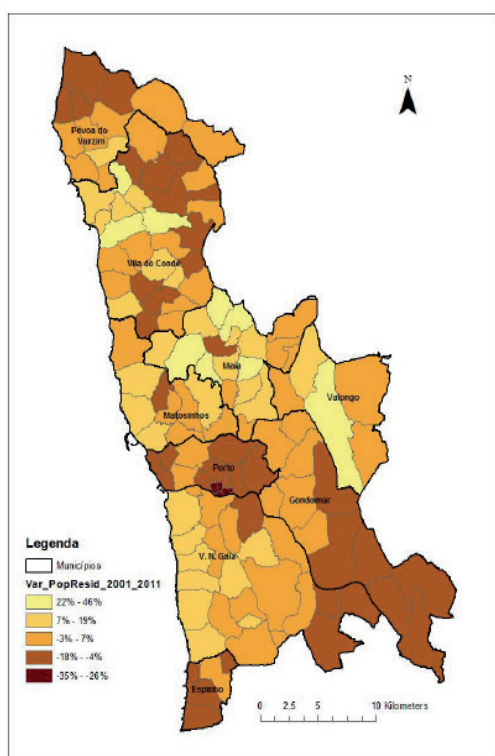 N
Póvoa do
Varzim
Vila do Conde
Maia
Valongo
Matosinhos
Porto
Gondomar
V. N. Gaia
Espinho
Legenda
Municípios
Var_PopResid_2001_2011
22% - 46%
7% - 19%
-3% - 7%
-18% - -4%
-35% - -26%
0 2,5 5 10 Kilometers